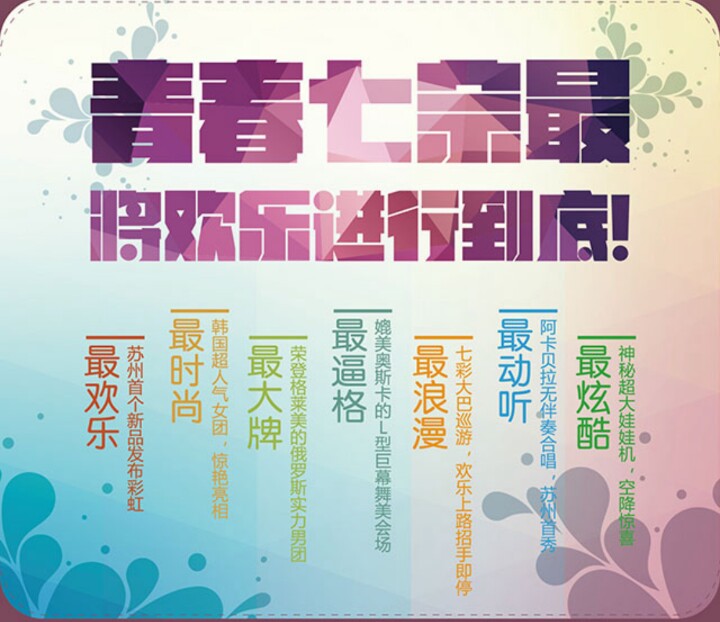 青春七宗最
将欢乐进行到底!
最欢乐
苏州首个新品发布彩虹
最时尚
韩国超人气女团，惊艳亮相
最大牌
荣登格莱美的俄罗斯实力男团
最逼格
媲美奥斯卡的L型巨幕舞美会场
最浪漫
七彩大巴巡游，欢乐上路招手即停
最动听
阿卡贝拉无伴奏合唱，苏州首秀
最炫酷
神秘超大娃娃机，空降惊喜